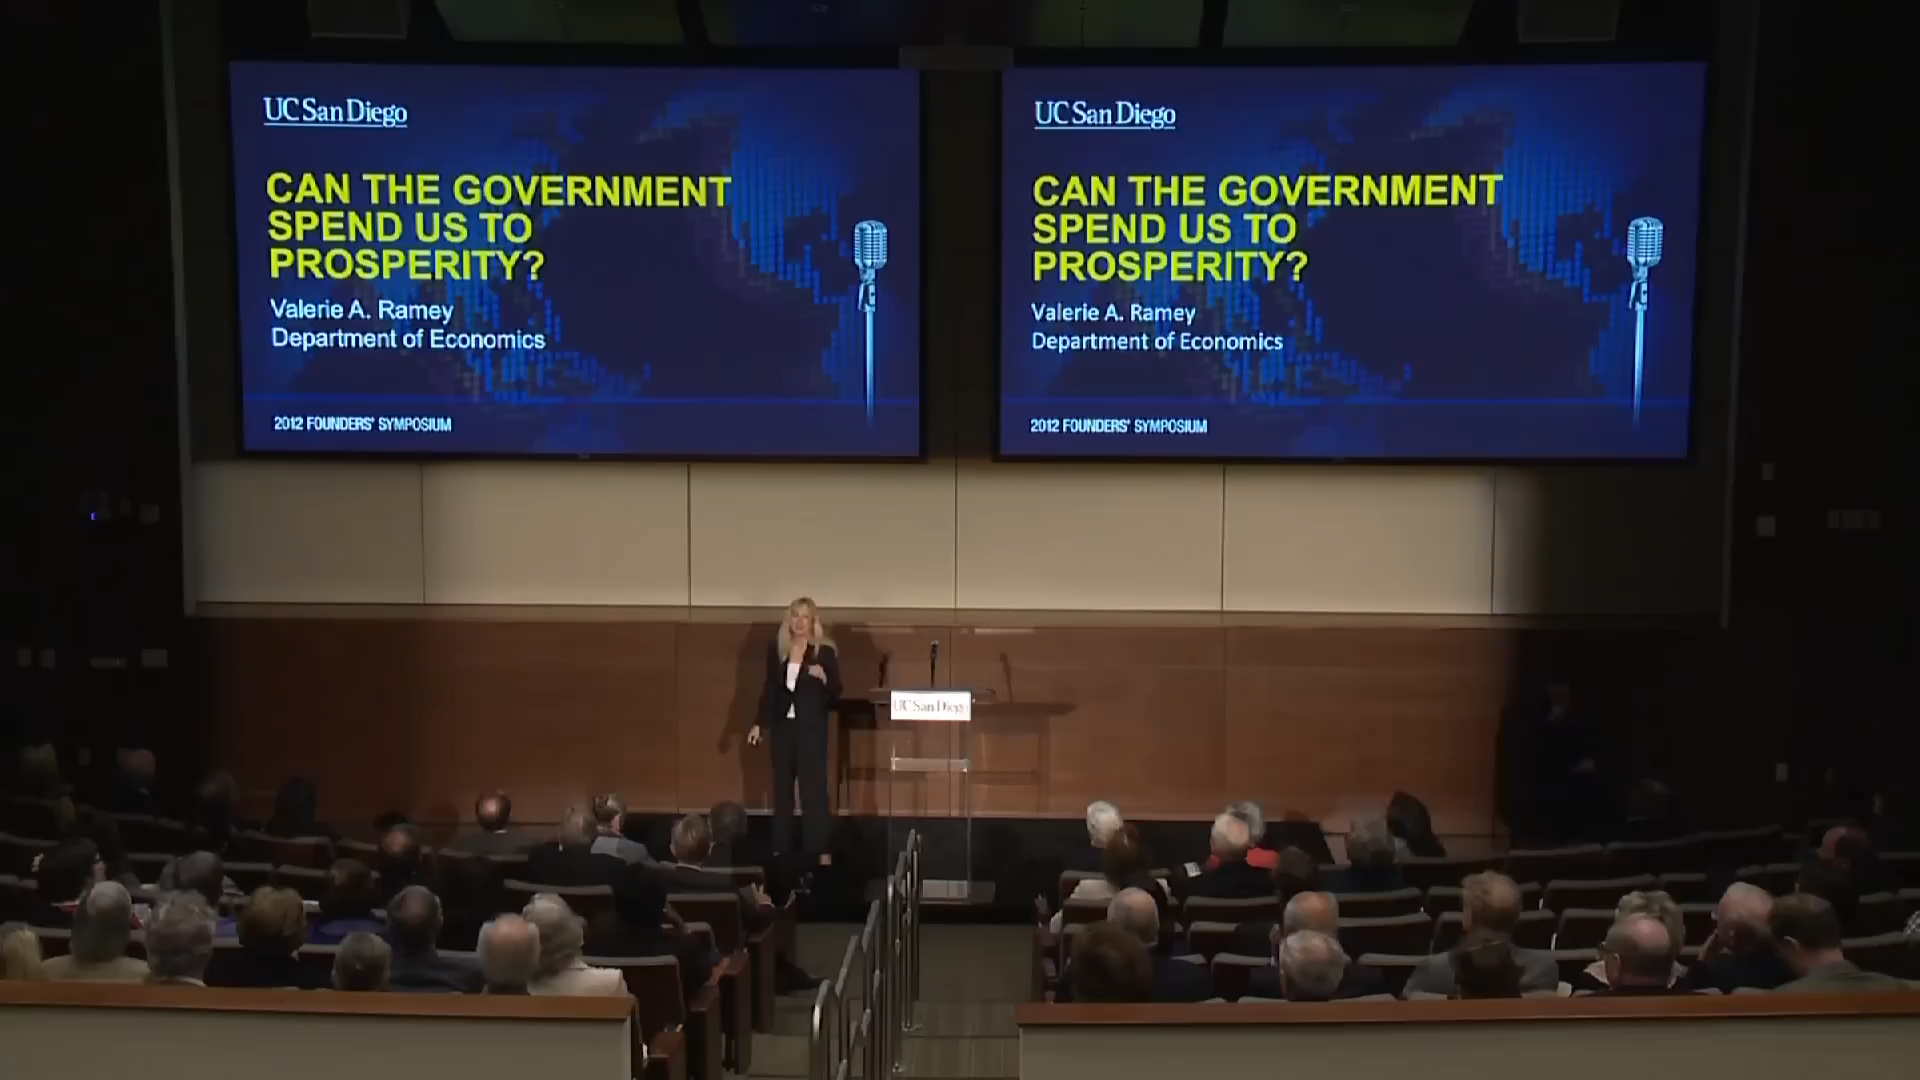 UC San Diego
CAN THE GOVERNMENT
SPEND US TO
PROSPERITY?
Valerie A. Ramey
Department of Economics
2012 FOUNDERS' SYMPOSIUM
UC San Diego
CAN THE GOVERNMENT
SPEND US TO
PROSPERITY?
Valerie A. Ramey
Department of Economics
2012 FOUNDERS' SYMPOSIUM
UC San Diego